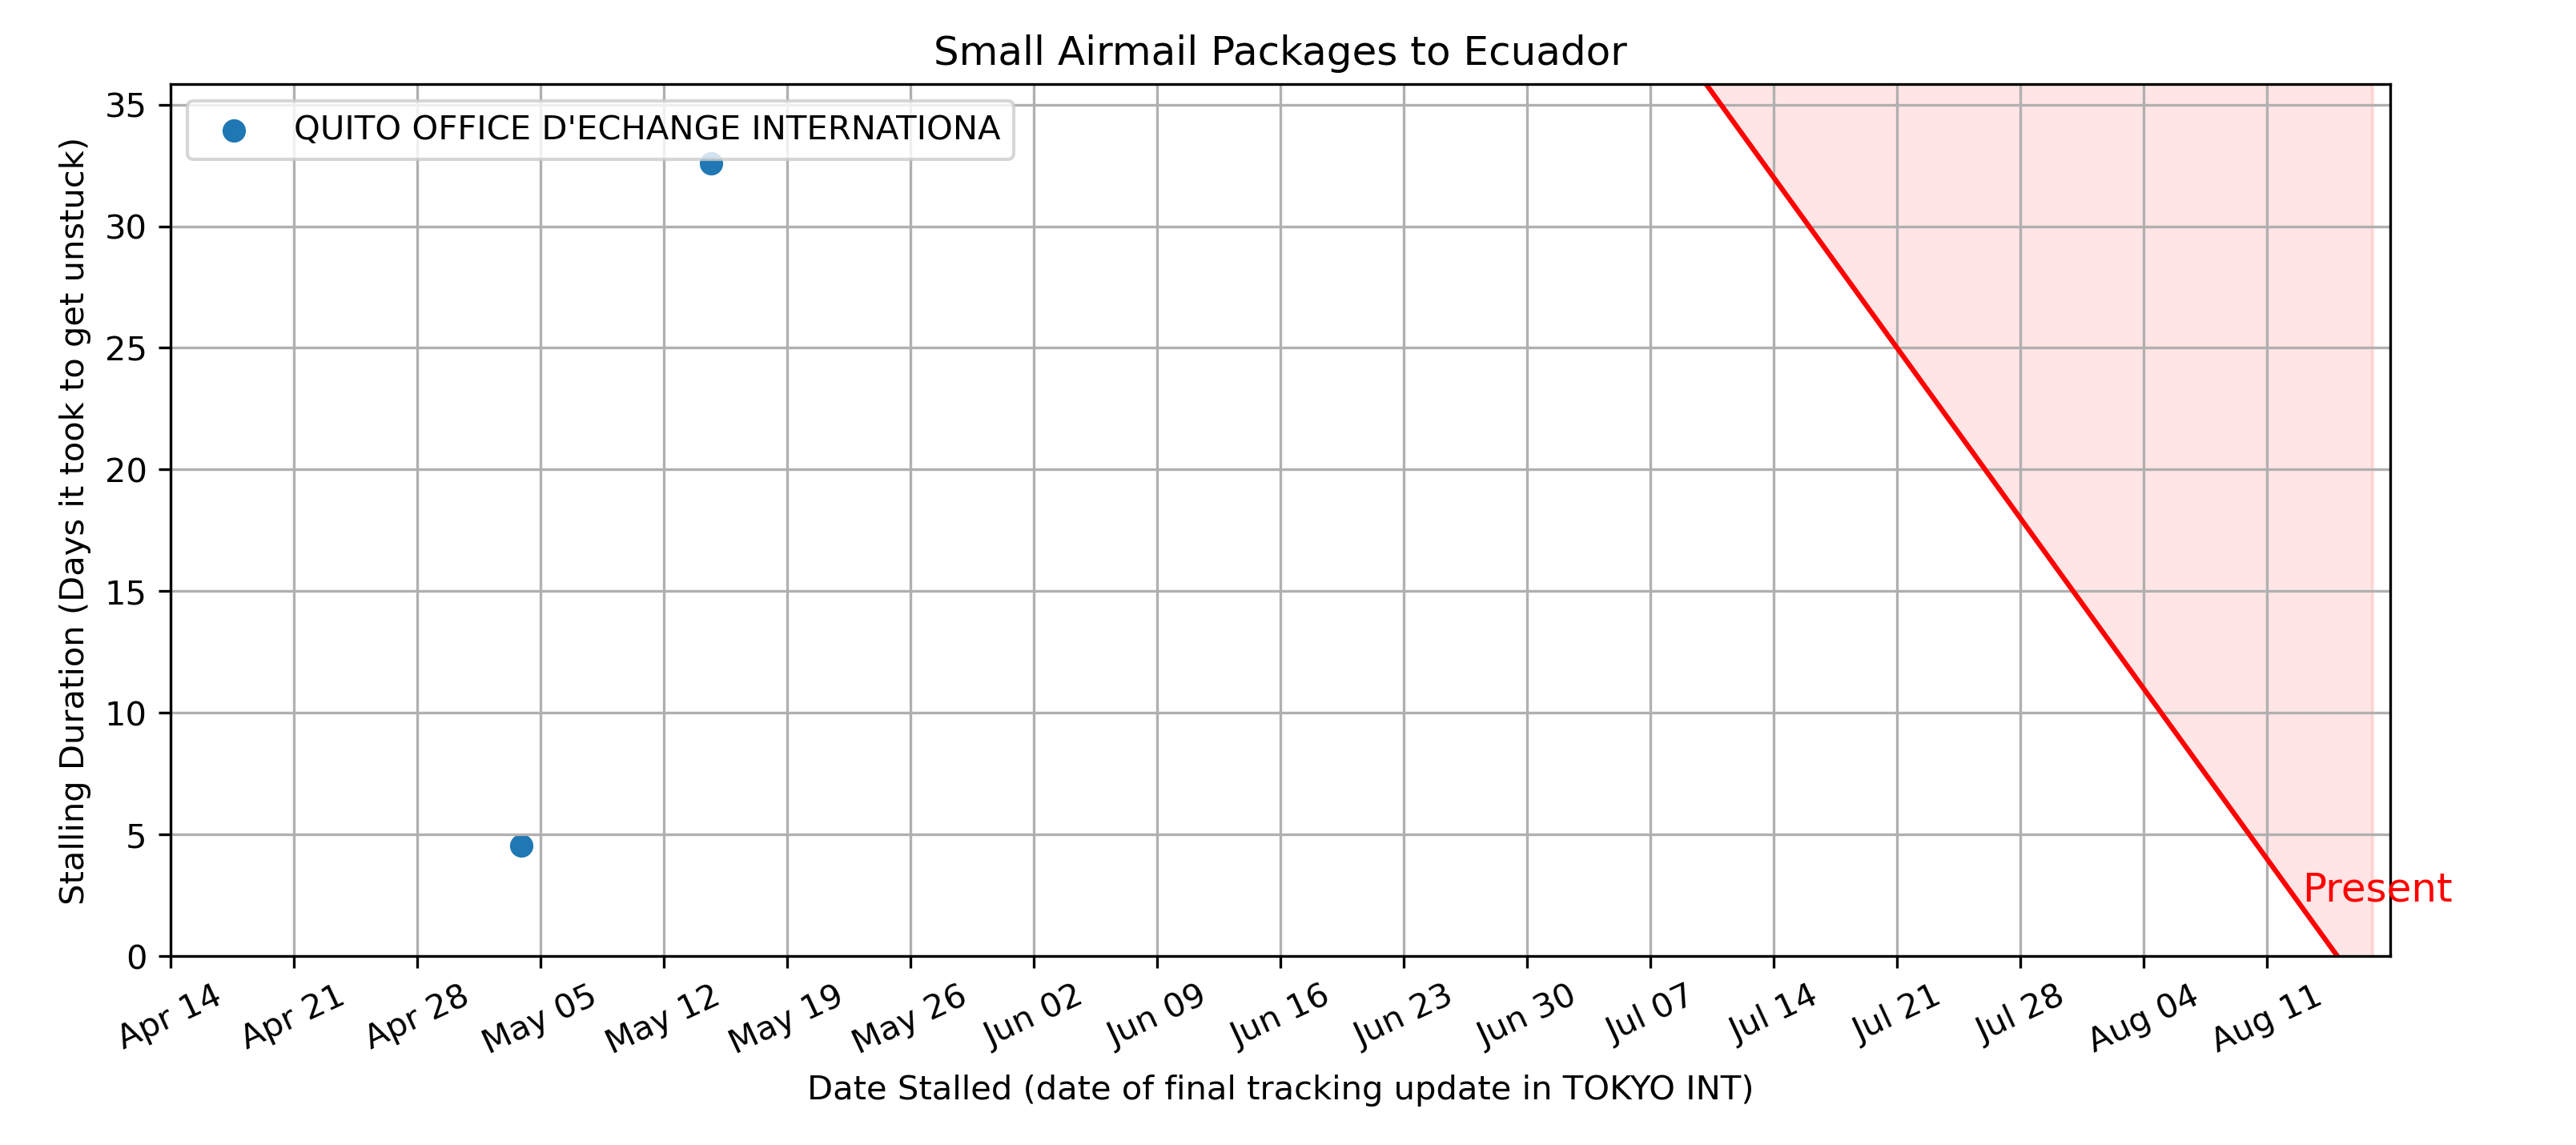 Small Airmail Packages to Ecuador
QUITO OFFICE D'ECHANGE INTERNATIONA
Stalling Duration (Days it took to get unstuck)
35
30
25
20
15
10
5
0
Present
Apr 14
Apr 21
Apr 28
May 05
May 12
May 19
May 26
Jun 02
Jun 09
Jun 16
Jun 23
Jun 30
Jul 07
Jul 14
Jul 21
Jul 28
Aug 04
Aug 11
Date Stalled (date of final tracking update in TOKYO INT)